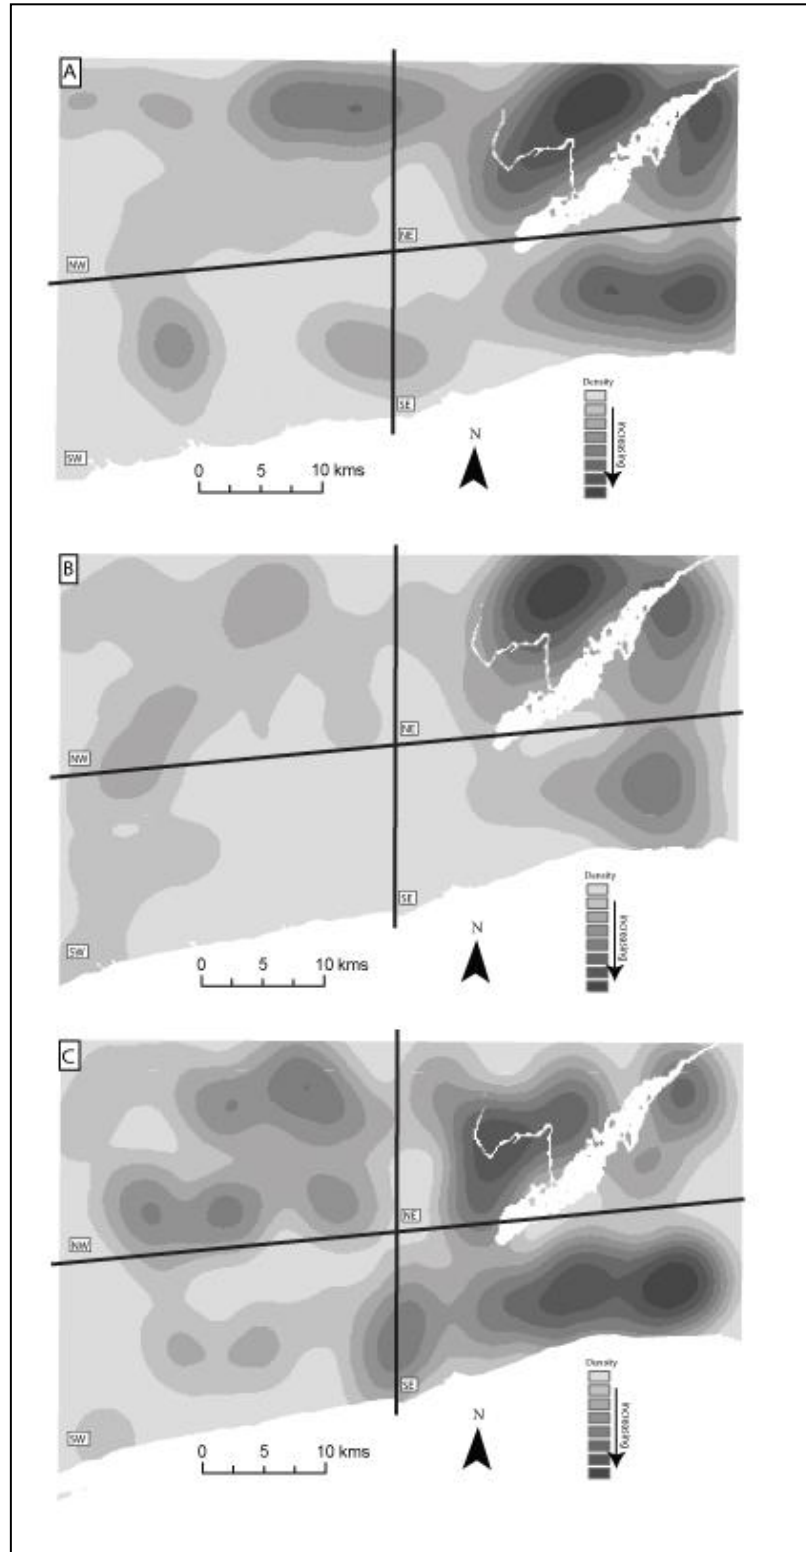 A
NE
NW
SE
Density
increasing
N
SW
0 5 10 kms
B
NE
NW
Density
SE
increasing
N
SW
0 5 10 kms
C
NE
NW
Density
SE
increasing
N
SW
0 5 10 kms